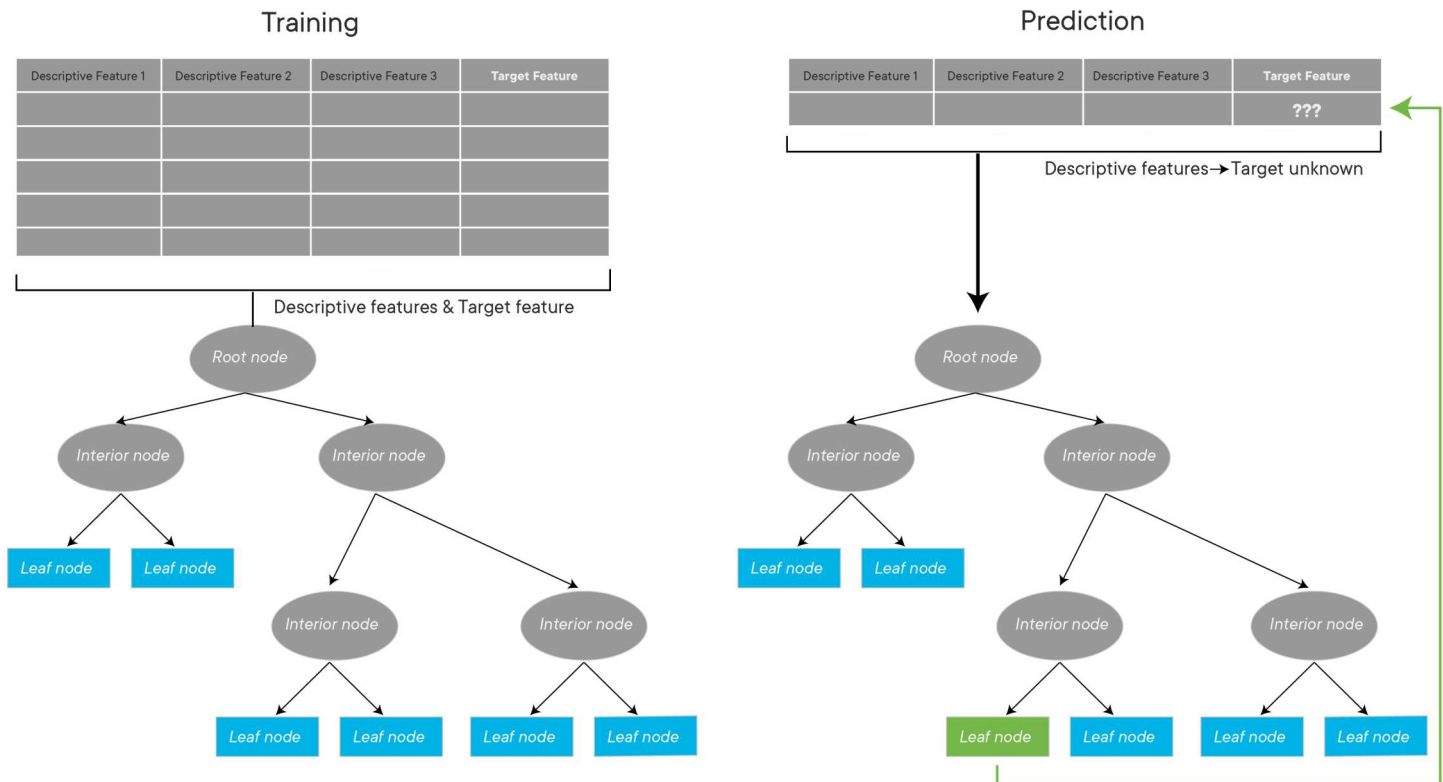 Training
Descriptive Feature 1 Descriptive Feature 2 Descriptive Feature 3 Target Feature
Descriptive features & Target feature
Root node
Interior node Interior node
Leaf node Leaf node
Interior node Interior node
Leaf node Leaf node Leaf node Leaf node
Prediction
Descriptive Feature 1 Descriptive Feature 2 Descriptive Feature 3 Target Feature
???
Descriptive features→Target unknown
Root node
Interior node Interior node
Leaf node Leaf node
Interior node Interior node
Leaf node Leaf node Leaf node Leaf node